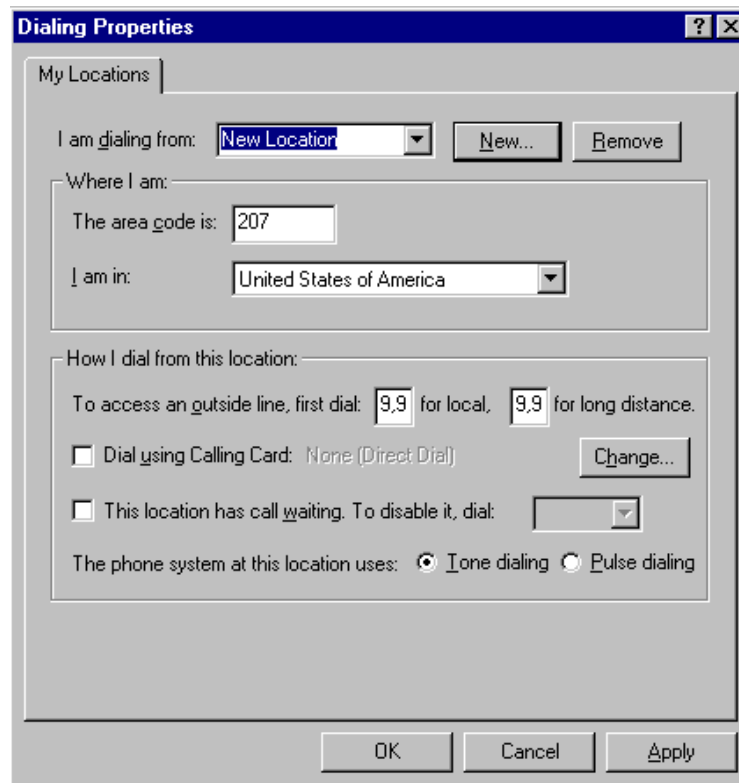 Dialing Properties
My Locations
I am dialing from: New Location New... Remove
Where I am:
The area code is: 207
I am in: United States of America
How I dial from this location:
To access an outside line, first dial: 9,9 for local, 9,9 for long distance.
Dial using Calling Card: None (Direct Dial) Change...
This location has call waiting. To disable it, dial:
The phone system at this location uses: Tone dialing Pulse dialing
OK Cancel Apply